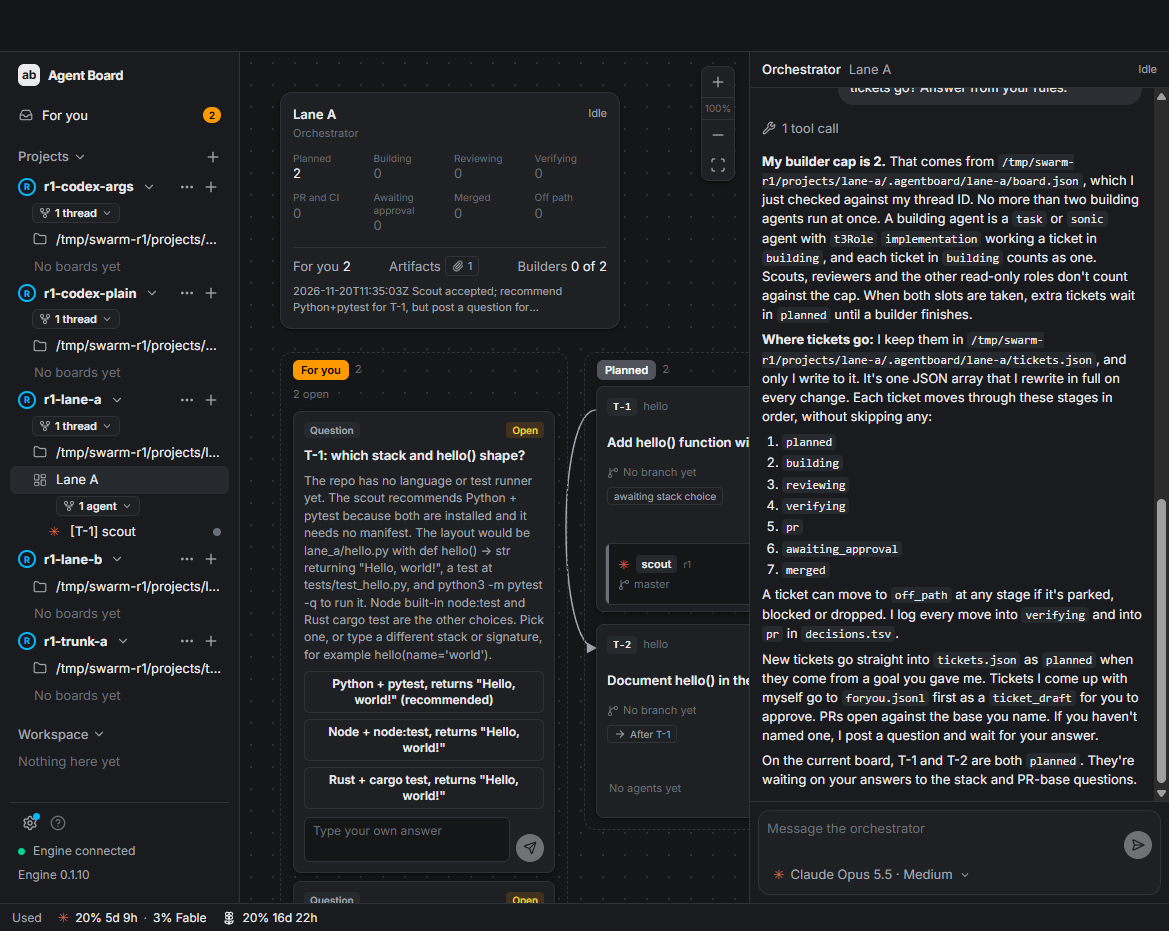 ab Agent Board
For you 2
Projects
R r1-codex-args
1 thread
/tmp/swarm-r1/projects/...
No boards yet
R r1-codex-plain
1 thread
/tmp/swarm-r1/projects/...
No boards yet
R r1-lane-a
1 thread
/tmp/swarm-r1/projects/l...
Lane A
1 agent
[T-1] scout
R r1-lane-b
/tmp/swarm-r1/projects/l...
No boards yet
R r1-trunk-a
/tmp/swarm-r1/projects/t...
No boards yet
Workspace
Nothing here yet
Engine connected
Engine 0.1.10
Used 20% 5d 9h · 3% Fable 20% 16d 22h
Lane A Idle
Orchestrator
Planned Building Reviewing Verifying
2 0 0 0
PR and CI Awaiting approval Merged Off path
0 0 0 0
For you 2 Artifacts 1 Builders 0 of 2
2026-11-20T11:35:03Z Scout accepted; recommend
Python+pytest for T-1, but post a question for...
100%
For you 2
2 open
Question Open
T-1: which stack and hello() shape?
The repo has no language or test runner
yet. The scout recommends Python +
pytest because both are installed and it
needs no manifest. The layout would be
lane_a/hello.py with def hello() → str
returning "Hello, world!", a test at
tests/test_hello.py, and python3 -m pytest
-q to run it. Node built-in node:test and
Rust cargo test are the other choices. Pick
one, or type a different stack or signature,
for example hello(name='world').
Python + pytest, returns "Hello,
world!" (recommended)
Node + node:test, returns "Hello,
world!"
Rust + cargo test, returns "Hello,
world!"
Type your own answer
Question Open
Planned 2
T-1 hello
Add hello() function wi
No branch yet
awaiting stack choice
scout r1
master
T-2 hello
Document hello() in the
No branch yet
→ After T-1
No agents yet
Orchestrator Lane A Idle
tickets go? Answer from your rules.
1 tool call
My builder cap is 2. That comes from /tmp/swarm-
r1/projects/lane-a/.agentboard/lane-a/board.json, which I
just checked against my thread ID. No more than two building
agents run at once. A building agent is a task or sonic
agent with t3Role implementation working a ticket in
building, and each ticket in building counts as one.
Scouts, reviewers and the other read-only roles don't count
against the cap. When both slots are taken, extra tickets wait
in planned until a builder finishes.
Where tickets go: I keep them in /tmp/swarm-
r1/projects/lane-a/.agentboard/lane-a/tickets.json, and
only I write to it. It's one JSON array that I rewrite in full on
every change. Each ticket moves through these stages in
order, without skipping any:
1. planned
2. building
3. reviewing
4. verifying
5. pr
6. awaiting_approval
7. merged
A ticket can move to off_path at any stage if it's parked,
blocked or dropped. I log every move into verifying and into
pr in decisions.tsv.
New tickets go straight into tickets.json as planned when
they come from a goal you gave me. Tickets I come up with
myself go to foryou.jsonl first as a ticket_draft for you to
approve. PRs open against the base you name. If you haven't
named one, I post a question and wait for your answer.
On the current board, T-1 and T-2 are both planned. They're
waiting on your answers to the stack and PR-base questions.
Message the orchestrator
Claude Opus 5.5 · Medium